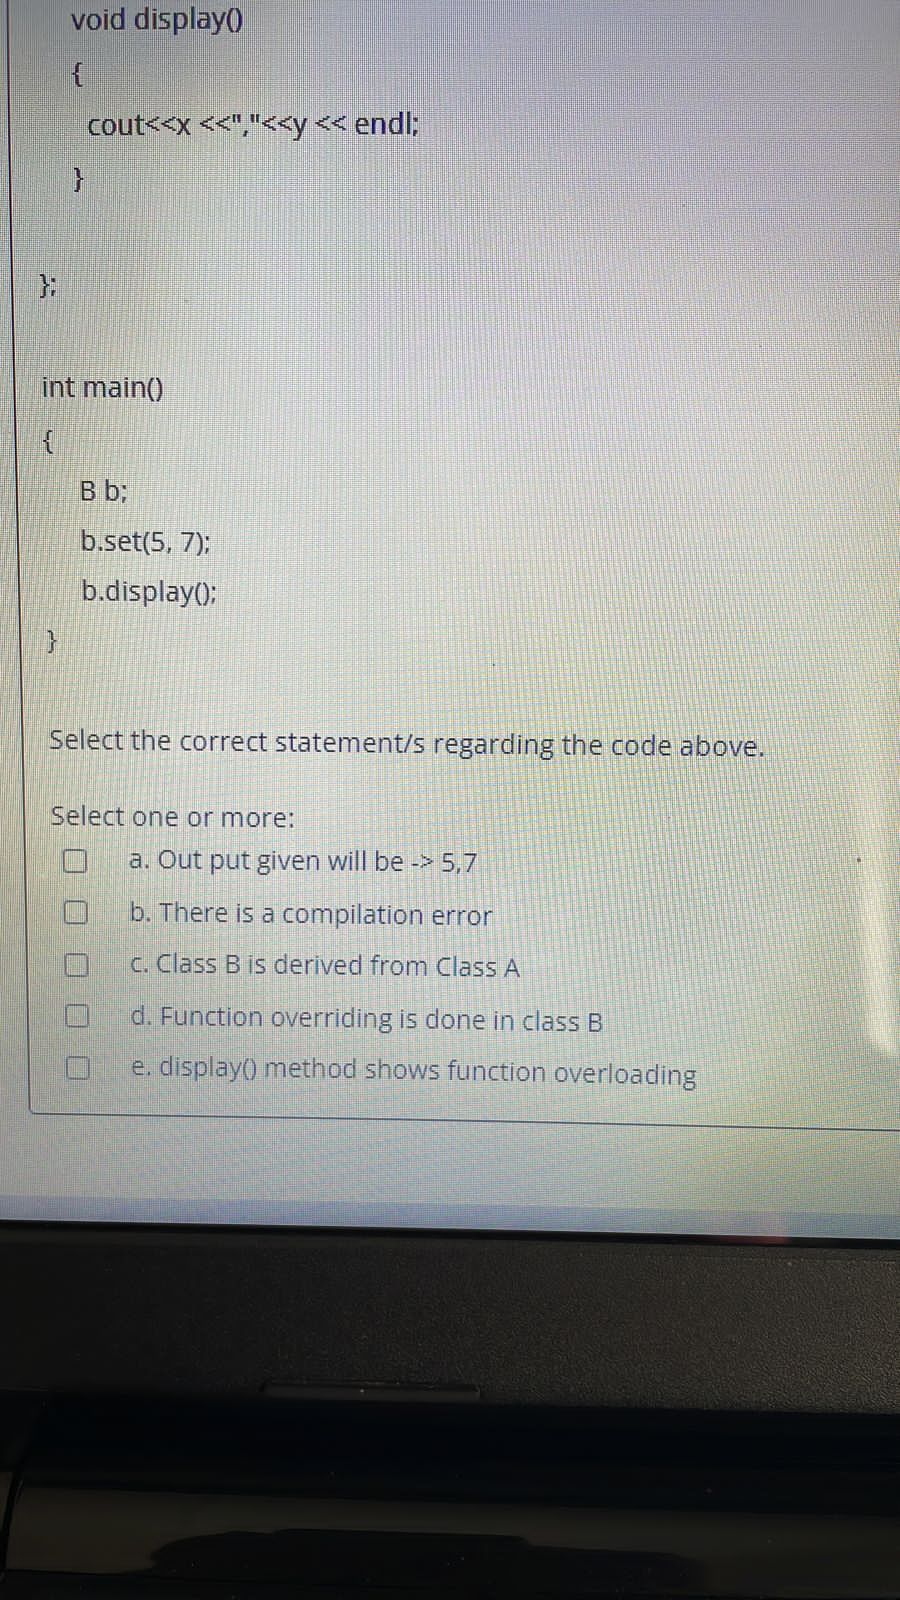 void display()
{
cout<<x <<","<<y << endl;
}
};
int main()
{
B b;
b.set(5, 7);
b.display();
}
Select the correct statement/s regarding the code above.
Select one or more:
a. Out put given will be -> 5,7
b. There is a compilation error
c. Class B is derived from Class A
d. Function overriding is done in class B
e. display() method shows function overloading